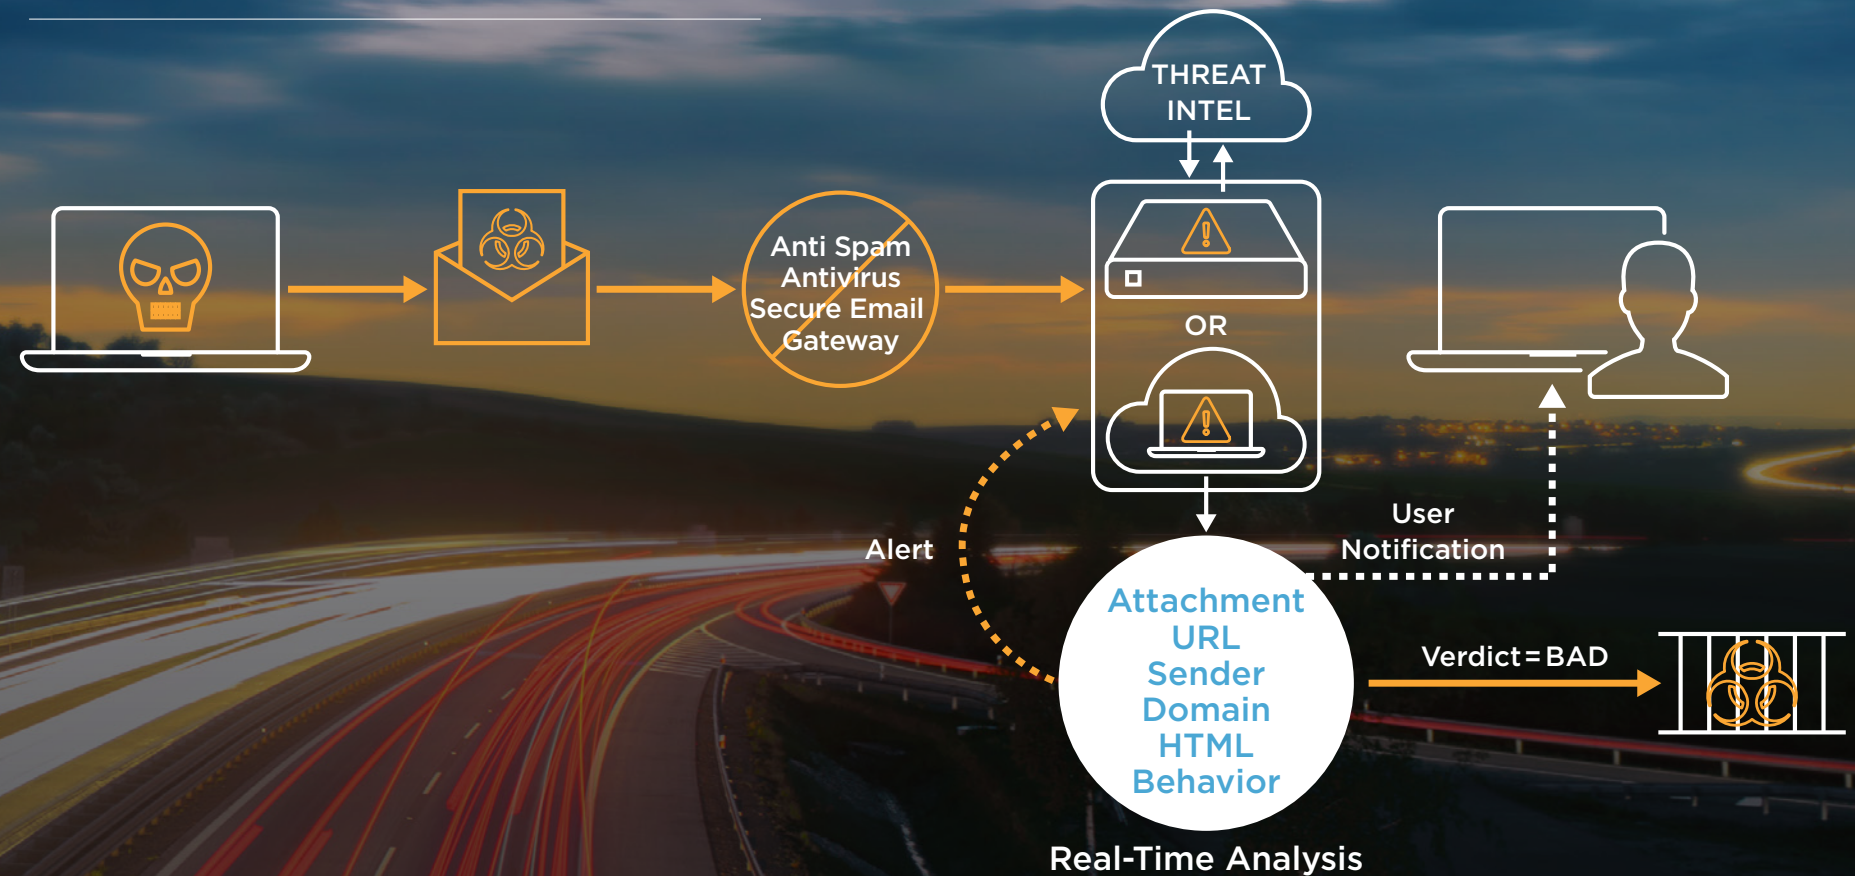 THREAT
INTEL
Anti Spam
Antivirus
Secure Email
Gateway
OR
Alert
User
Notification
Attachment
URL
Sender
Domain
HTML
Behavior
Verdict=BAD
Real-Time Analysis